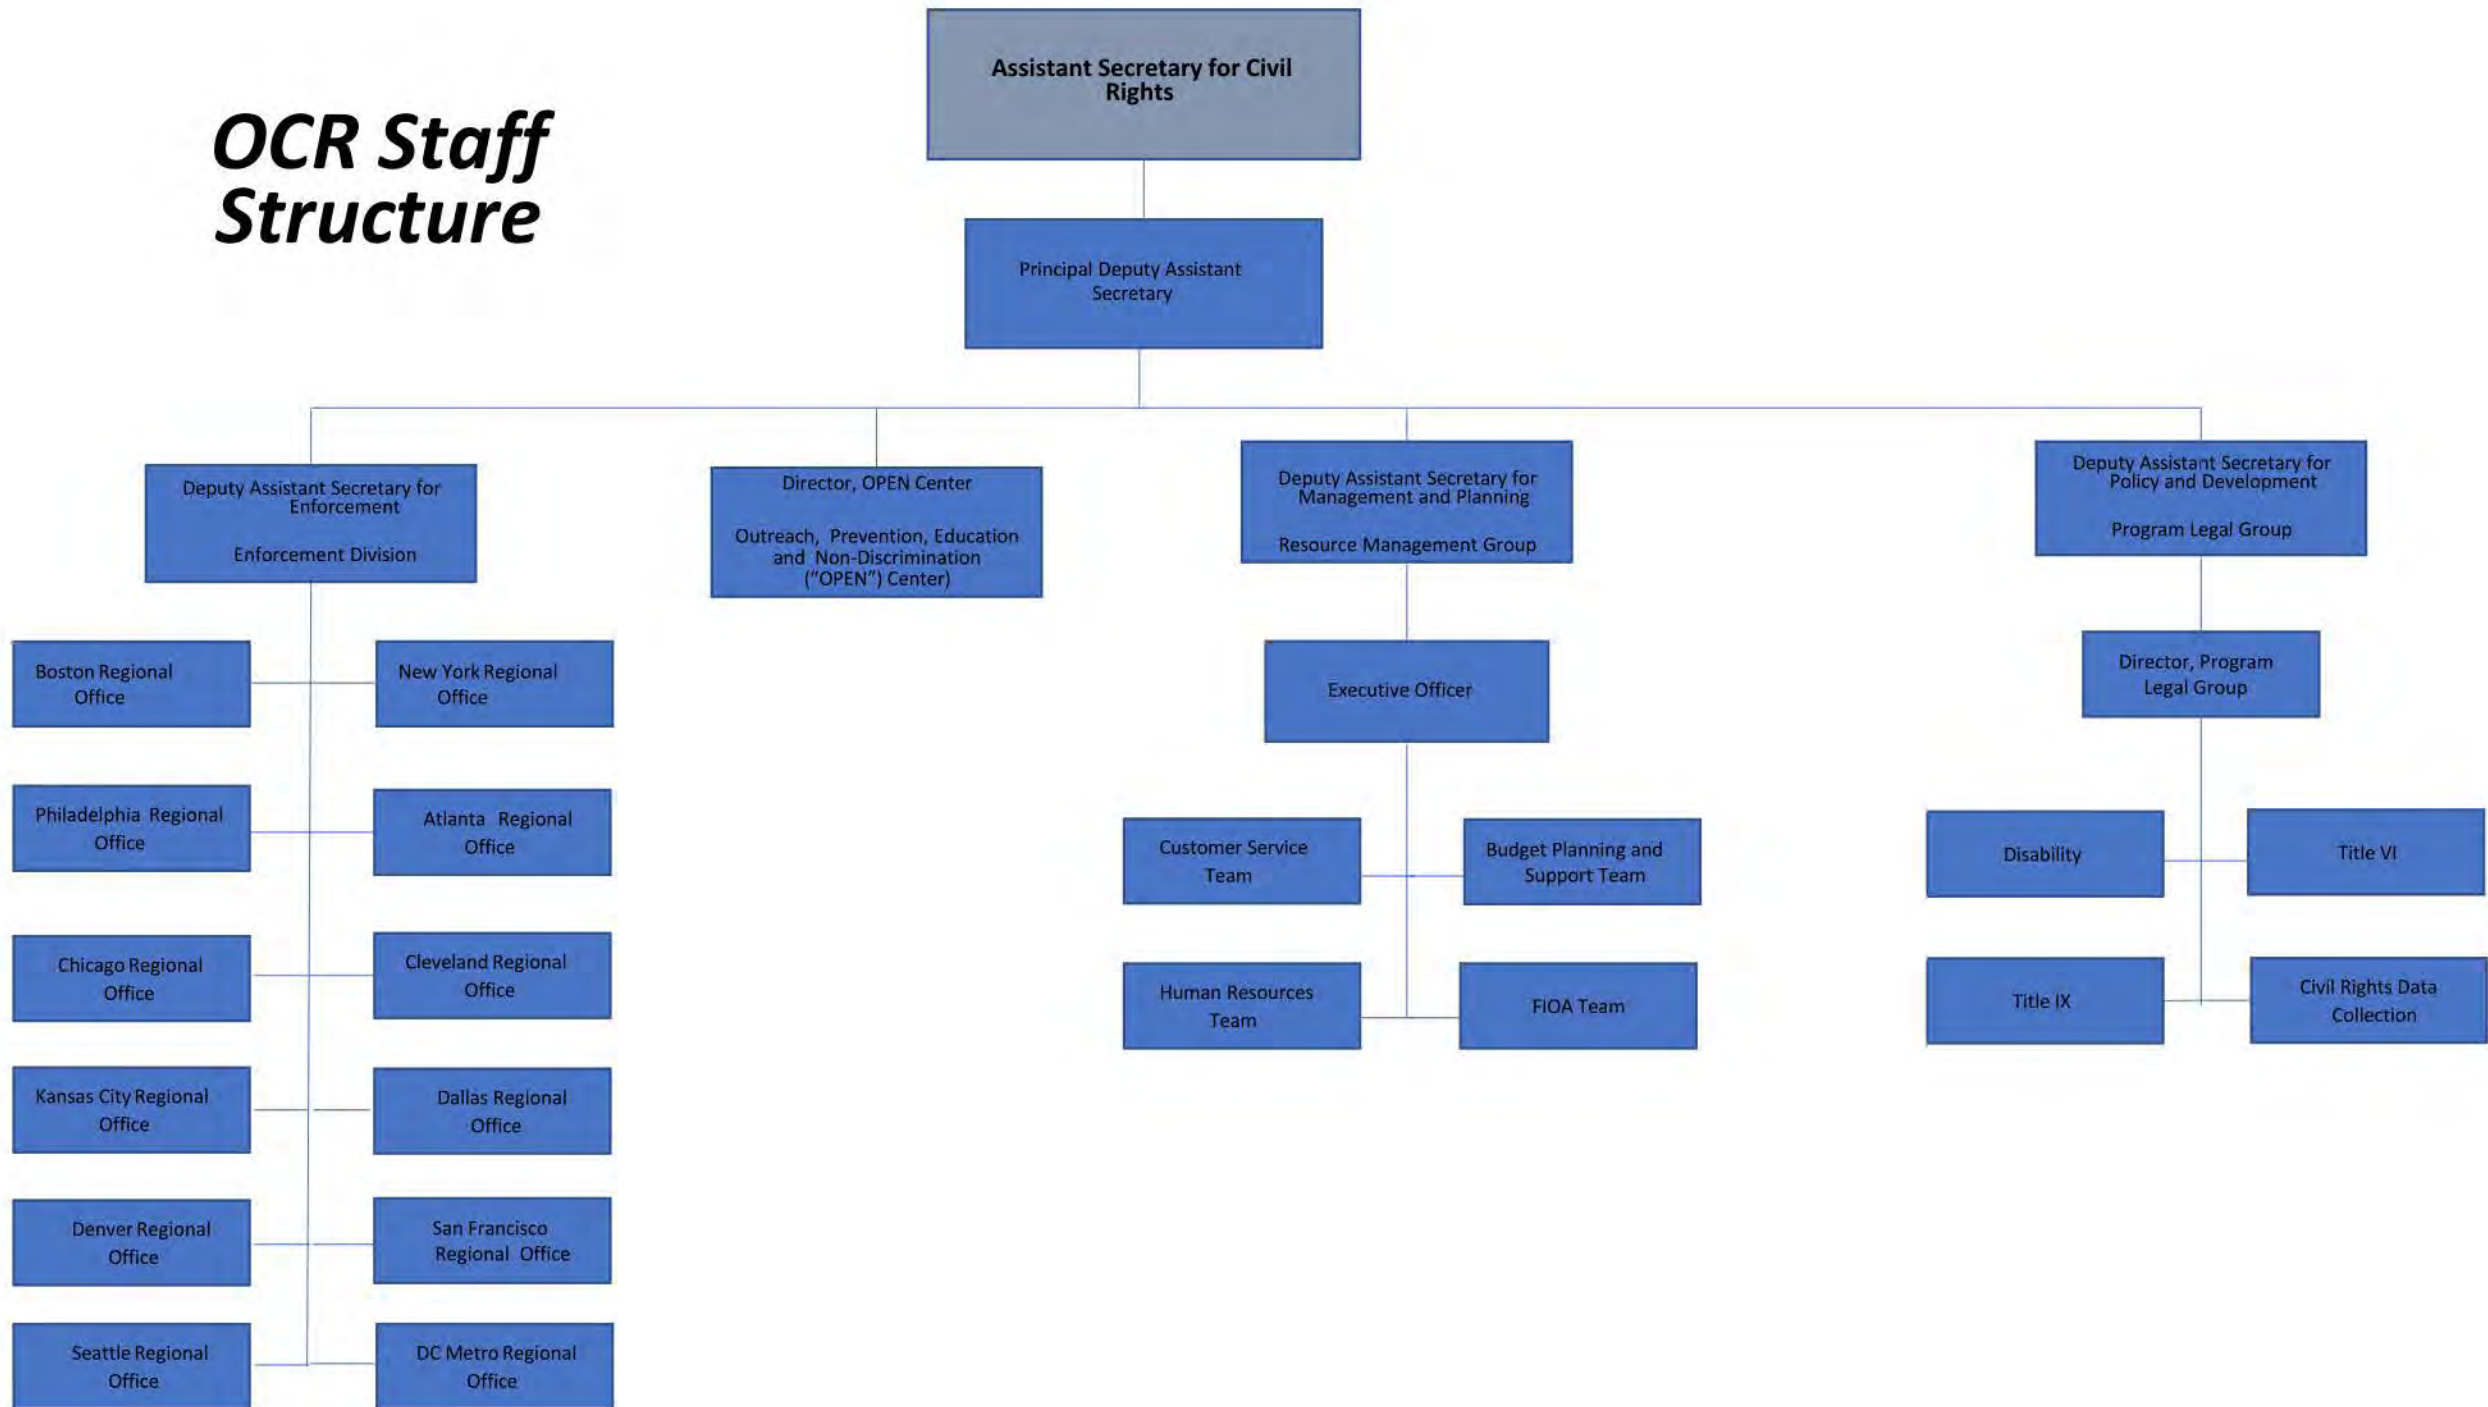 OCR Staff
Structure
Assistant Secretary for Civil
Rights
Principal Deputy Assistant
Secretary
Deputy Assistant Secretary for
Enforcement
Enforcement Division
Director, OPEN Center
Outreach, Prevention, Education
and Non-Discrimination
(“OPEN”) Center)
Deputy Assistant Secretary for
Management and Planning
Resource Management Group
Deputy Assistant Secretary for
Policy and Development
Program Legal Group
Boston Regional
Office
New York Regional
Office
Philadelphia Regional
Office
Atlanta Regional
Office
Chicago Regional
Office
Cleveland Regional
Office
Kansas City Regional
Office
Dallas Regional
Office
Denver Regional
Office
San Francisco
Regional Office
Seattle Regional
Office
DC Metro Regional
Office
Executive Officer
Customer Service
Team
Budget Planning and
Support Team
Human Resources
Team
FIOA Team
Director, Program
Legal Group
Disability
Title VI
Title IX
Civil Rights Data
Collection